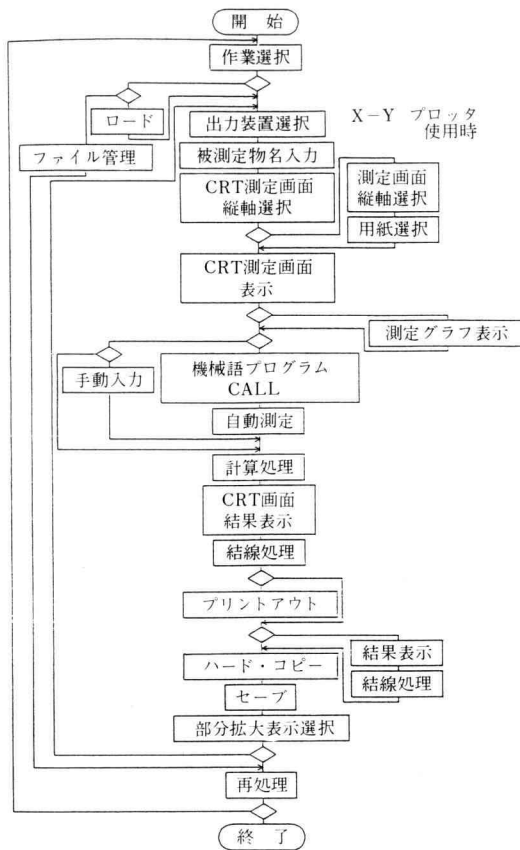 開 始
作業選択
ロード
出力装置選択
X−Y プロッタ
使用時
ファイル管理
被測定物名入力
CRT測定画面
縦軸選択
測定画面
縦軸選択
用紙選択
CRT測定画面
表示
測定グラフ表示
手動入力
機械語プログラム
CALL
自動測定
計算処理
CRT画面
結果表示
結線処理
プリントアウト
結果表示
結線処理
ハード・コピー
セーブ
部分拡大表示選択
再処理
終 了